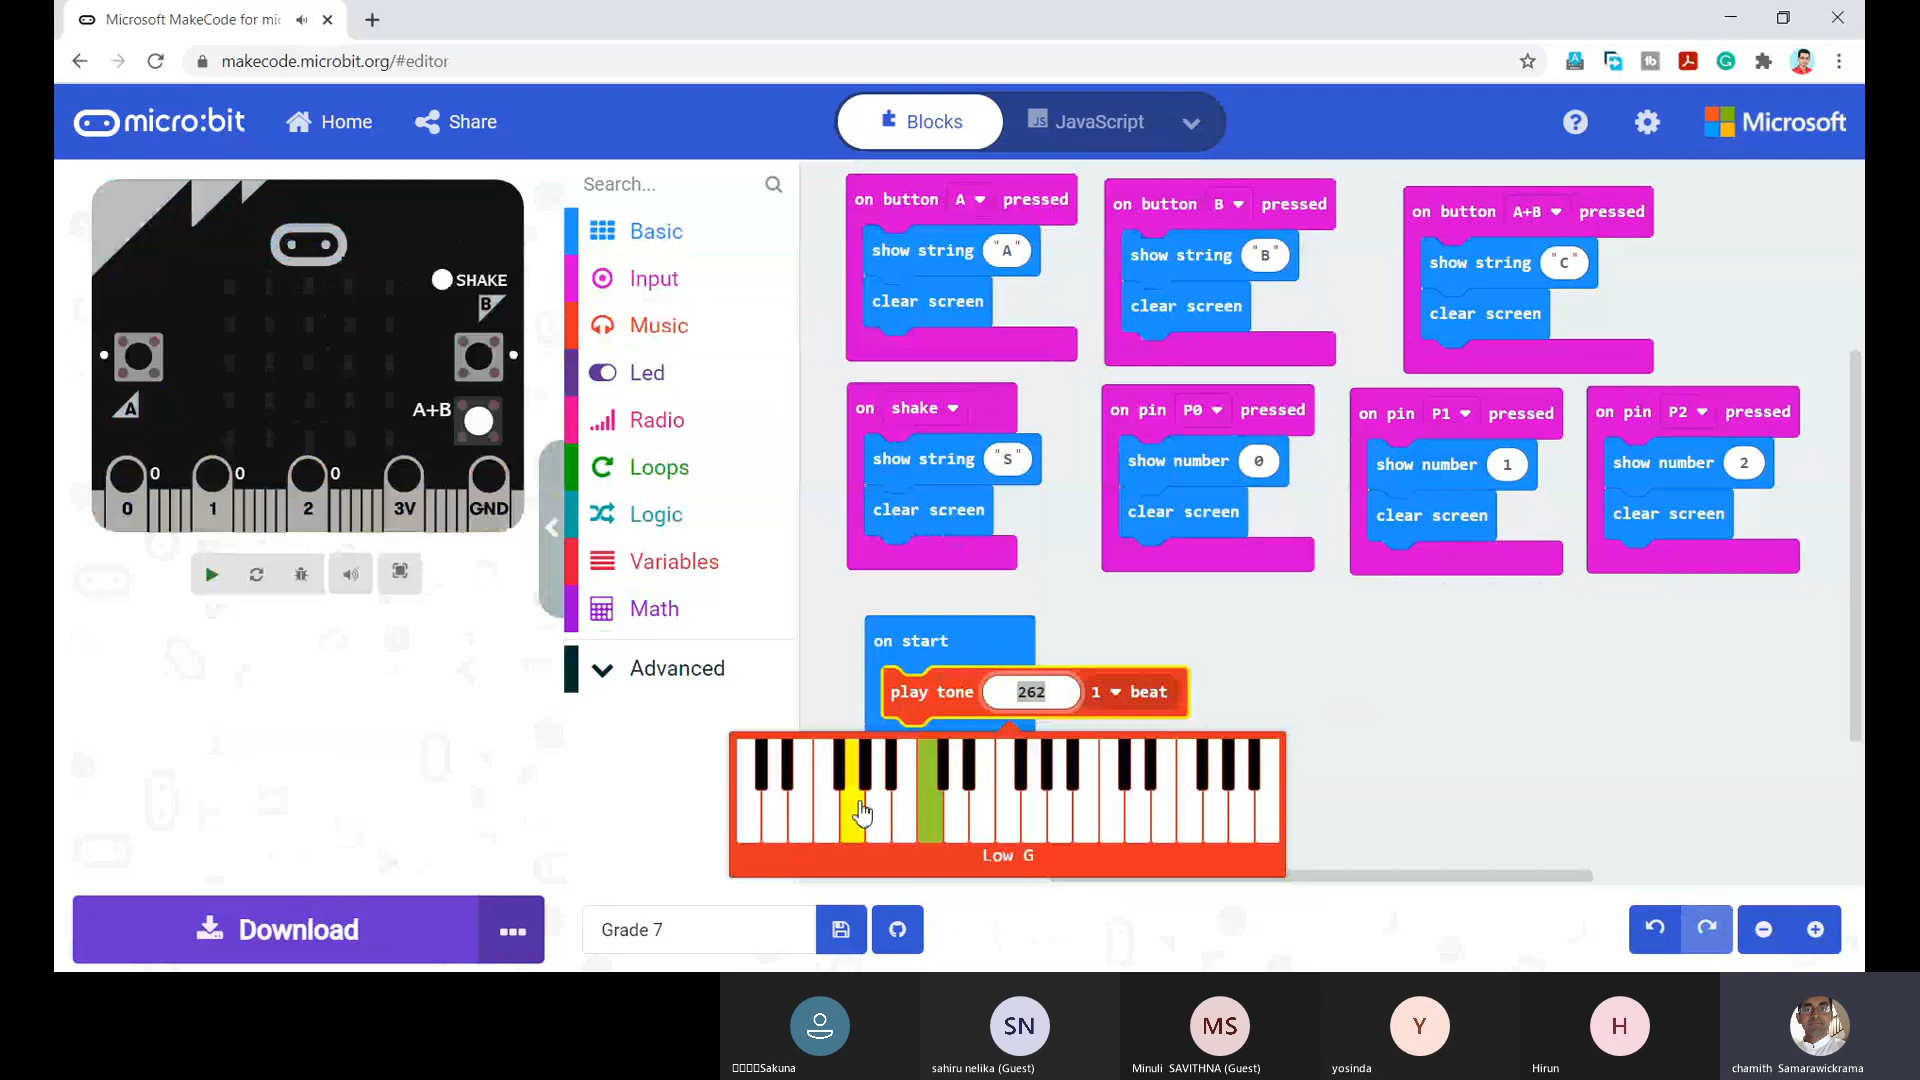 Microsoft MakeCode for mic
makecode.microbit.org/#editor
micro:bit
Home
Share
Blocks
JS JavaScript
Microsoft
SHAKE
B
A
A+B
0
0
0
0
1
2
3V
GND
Search...
Basic
Input
Music
Led
Radio
Loops
Logic
Variables
Math
Advanced
on button A pressed
show string "A"
clear screen
on button B pressed
show string "B"
clear screen
on button A+B pressed
show string "C"
clear screen
on shake
show string "S"
clear screen
on pin P0 pressed
show number 0
clear screen
on pin P1 pressed
show number 1
clear screen
on pin P2 pressed
show number 2
clear screen
on start
play tone 262 1 beat
Low G
Download
Grade 7
SN
MS
Y
H
Sakuna
sahiru nelika (Guest)
Minuli SAVITHNA (Guest)
yosinda
Hirun
chamith Samarawickrama